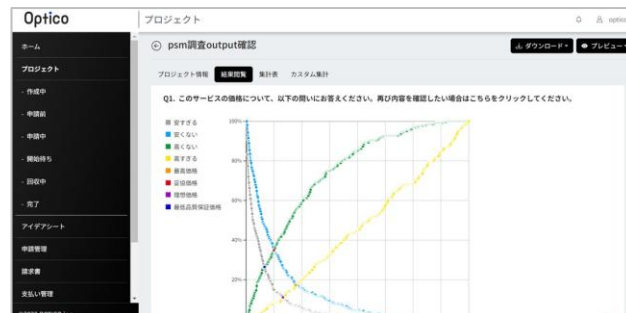 Optico
プロジェクト
optico
ホーム
プロジェクト
- 作成中
- 申請前
- 申請中
- 開始待ち
- 回収中
- 完了
アイデアシート
申請管理
請求書
支払い管理
psm調査output確認
ダウンロード
プレビュー
プロジェクト情報
結果閲覧
集計表
カスタム集計
Q1. このサービスの価格について、以下の問いにお答えください。再び内容を確認したい場合はこちらをクリックしてください。
安すぎる
安くない
高くない
高すぎる
最高価格
妥協価格
理想価格
最低品質保証価格
100%
80%
60%
40%
20%